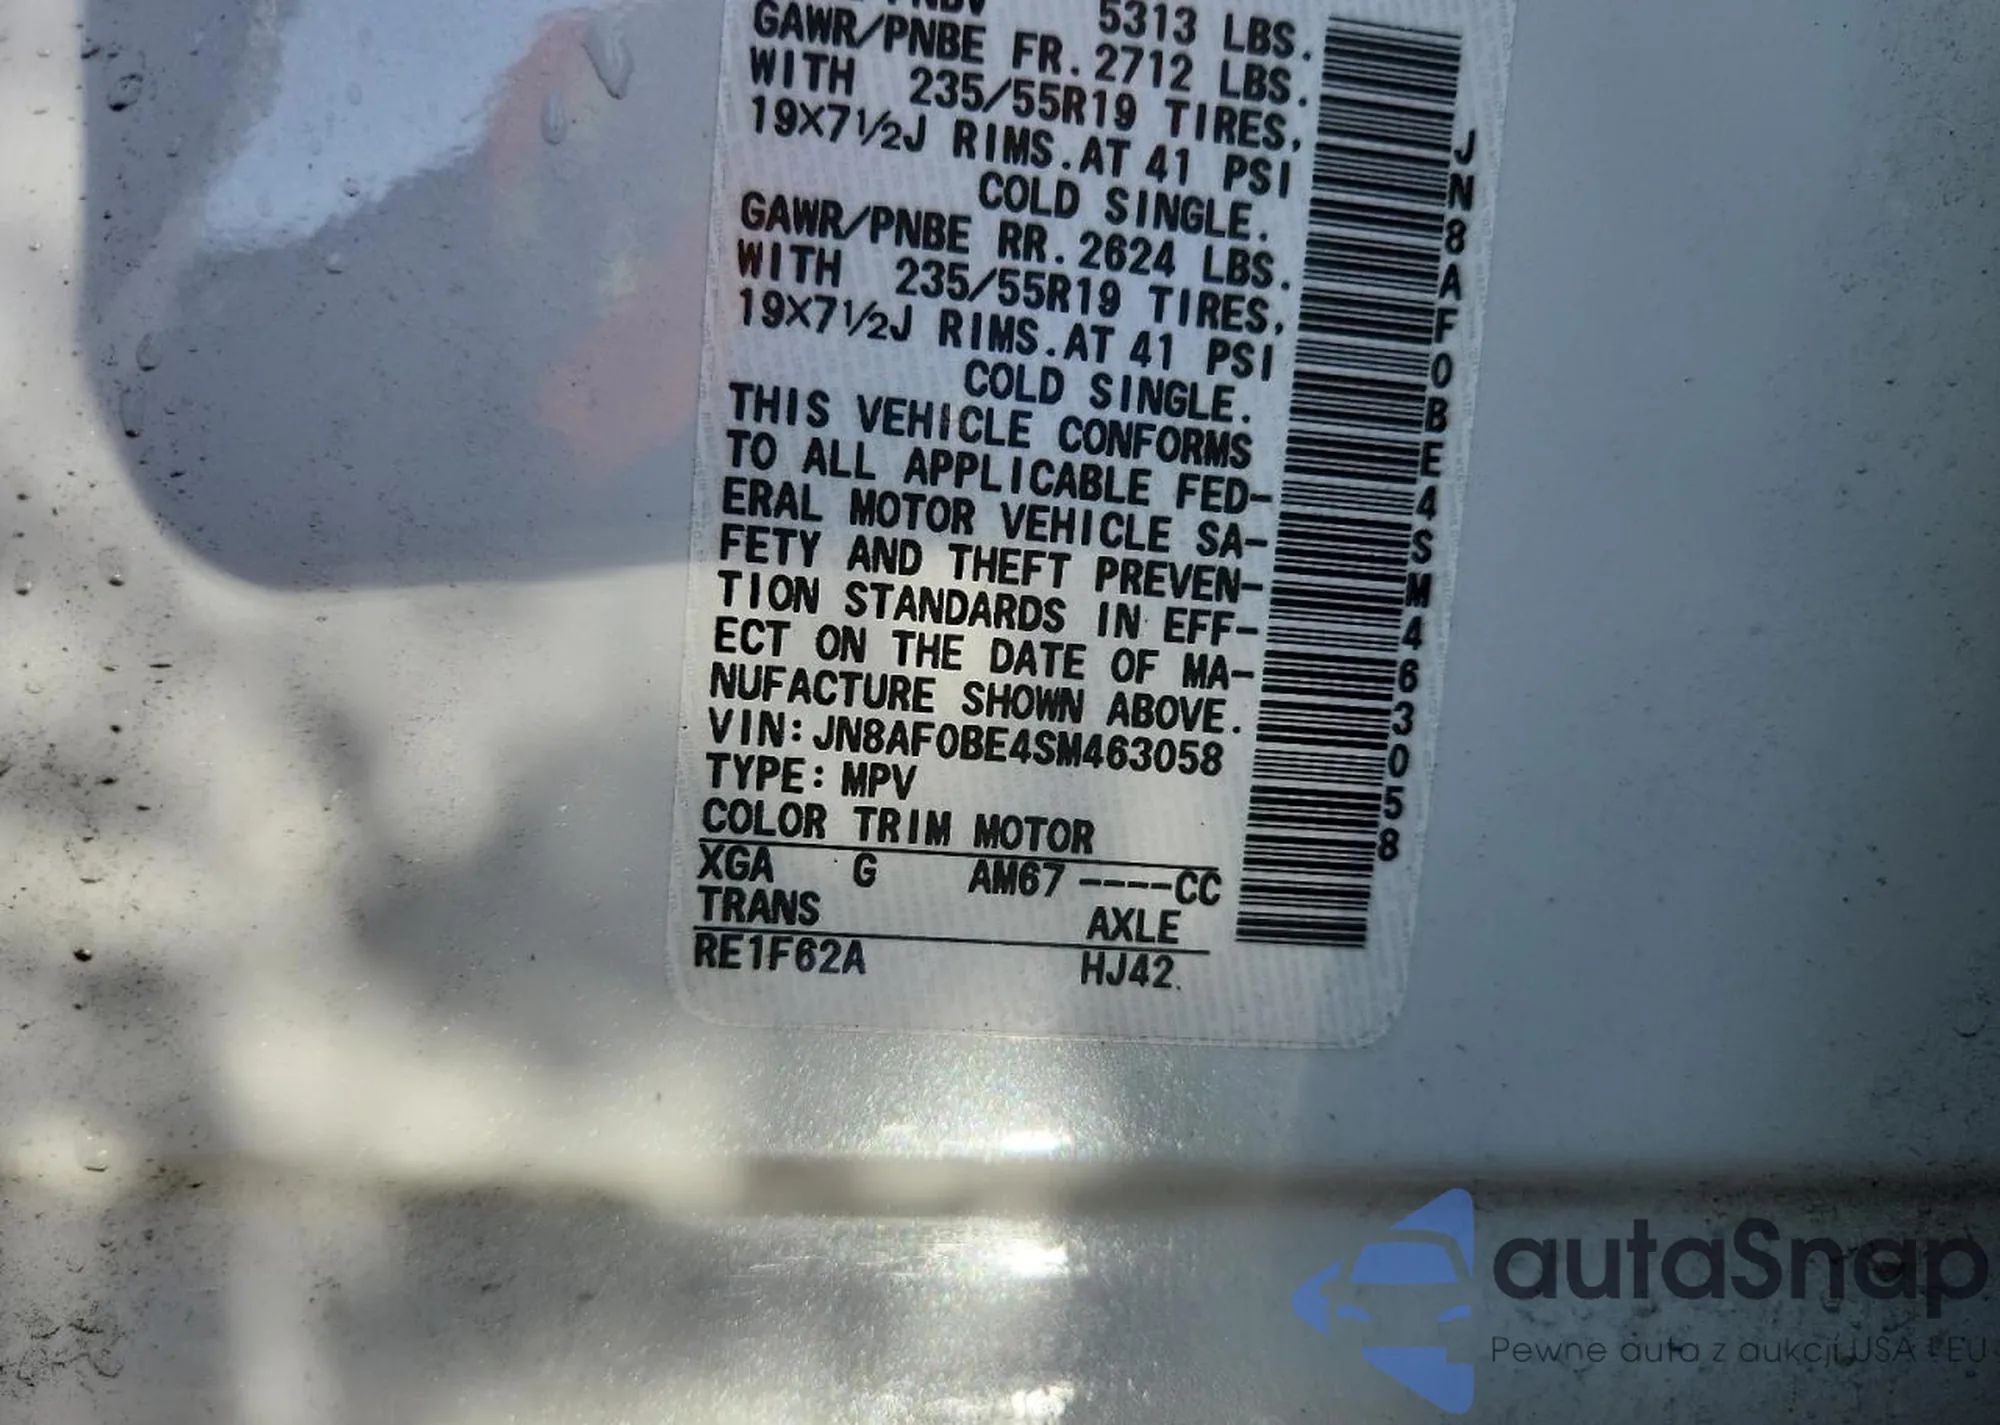 5313 LBS.
GAWR/PNBE FR. 2712 LBS.
WITH 235/55R19 TIRES,
19X7½J RIMS. AT 41 PSI
COLD SINGLE.
GAWR/PNBE RR. 2624 LBS.
WITH 235/55R19 TIRES,
19X7½J RIMS. AT 41 PSI
COLD SINGLE.
THIS VEHICLE CONFORMS
TO ALL APPLICABLE FED-
ERAL MOTOR VEHICLE SA-
FETY AND THEFT PREVEN-
TION STANDARDS IN EFF-
ECT ON THE DATE OF MA-
NUFACTURE SHOWN ABOVE.
VIN: JN8AF0BE4SM463058
TYPE: MPV
COLOR TRIM MOTOR
XGA G AM67 ----CC
TRANS AXLE
RE1F62A HJ42.
JN8AF0BE4SM463058
autaSnap
Pewne auta z aukcji USA i EU